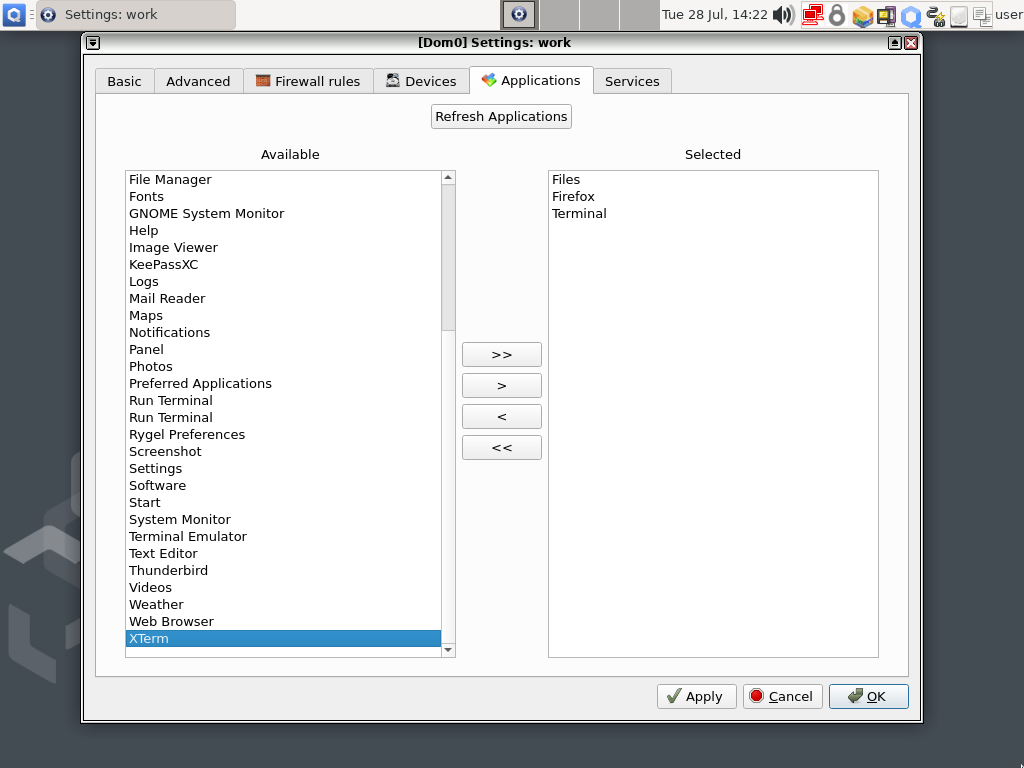 Settings: work
Tue 28 Jul, 14:22
user
[Dom0] Settings: work
Basic
Advanced
Firewall rules
Devices
Applications
Services
Refresh Applications
Available
Selected
File Manager
Fonts
GNOME System Monitor
Help
Image Viewer
KeePassXC
Logs
Mail Reader
Maps
Notifications
Panel
Photos
Preferred Applications
Run Terminal
Run Terminal
Rygel Preferences
Screenshot
Settings
Software
Start
System Monitor
Terminal Emulator
Text Editor
Thunderbird
Videos
Weather
Web Browser
XTerm
>>
>
<
<<
Files
Firefox
Terminal
Apply
Cancel
OK